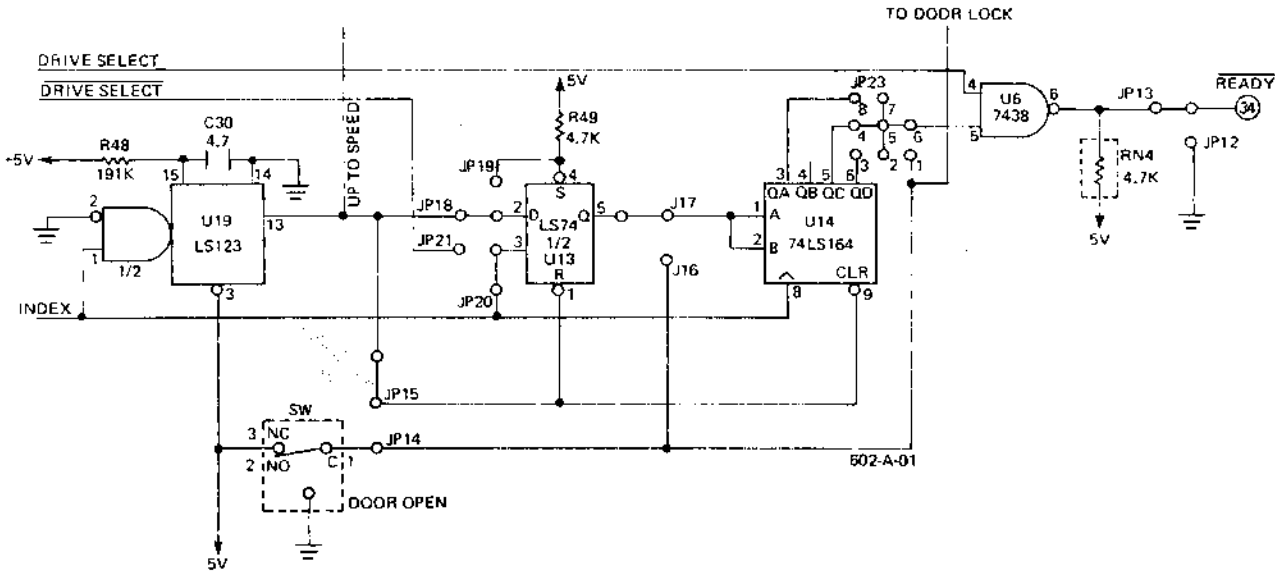 TO DOOR LOCK
DRIVE SELECT
DRIVE SELECT
5V
JP23
4
8
7
U6
7438
6
JP13
READY
34
C30
4.7
UP TO SPEED
R49
4.7K
4
5
6
5
+5V
R48
191K
JP19
3
2
1
RN4
4.7K
JP12
15
14
4
S
3
4
5
6
QA
QB
QC
QD
2
U19
LS123
13
JP18
2
D
Q
5
J17
1
A
U14
74LS164
5V
LS74
1/2
U13
JP21
3
2
B
1
1/2
R
J16
CLR
3
JP20
1
8
9
INDEX
JP15
SW
3
NC
JP14
2
NO
C
1
602-A-01
DOOR OPEN
5V